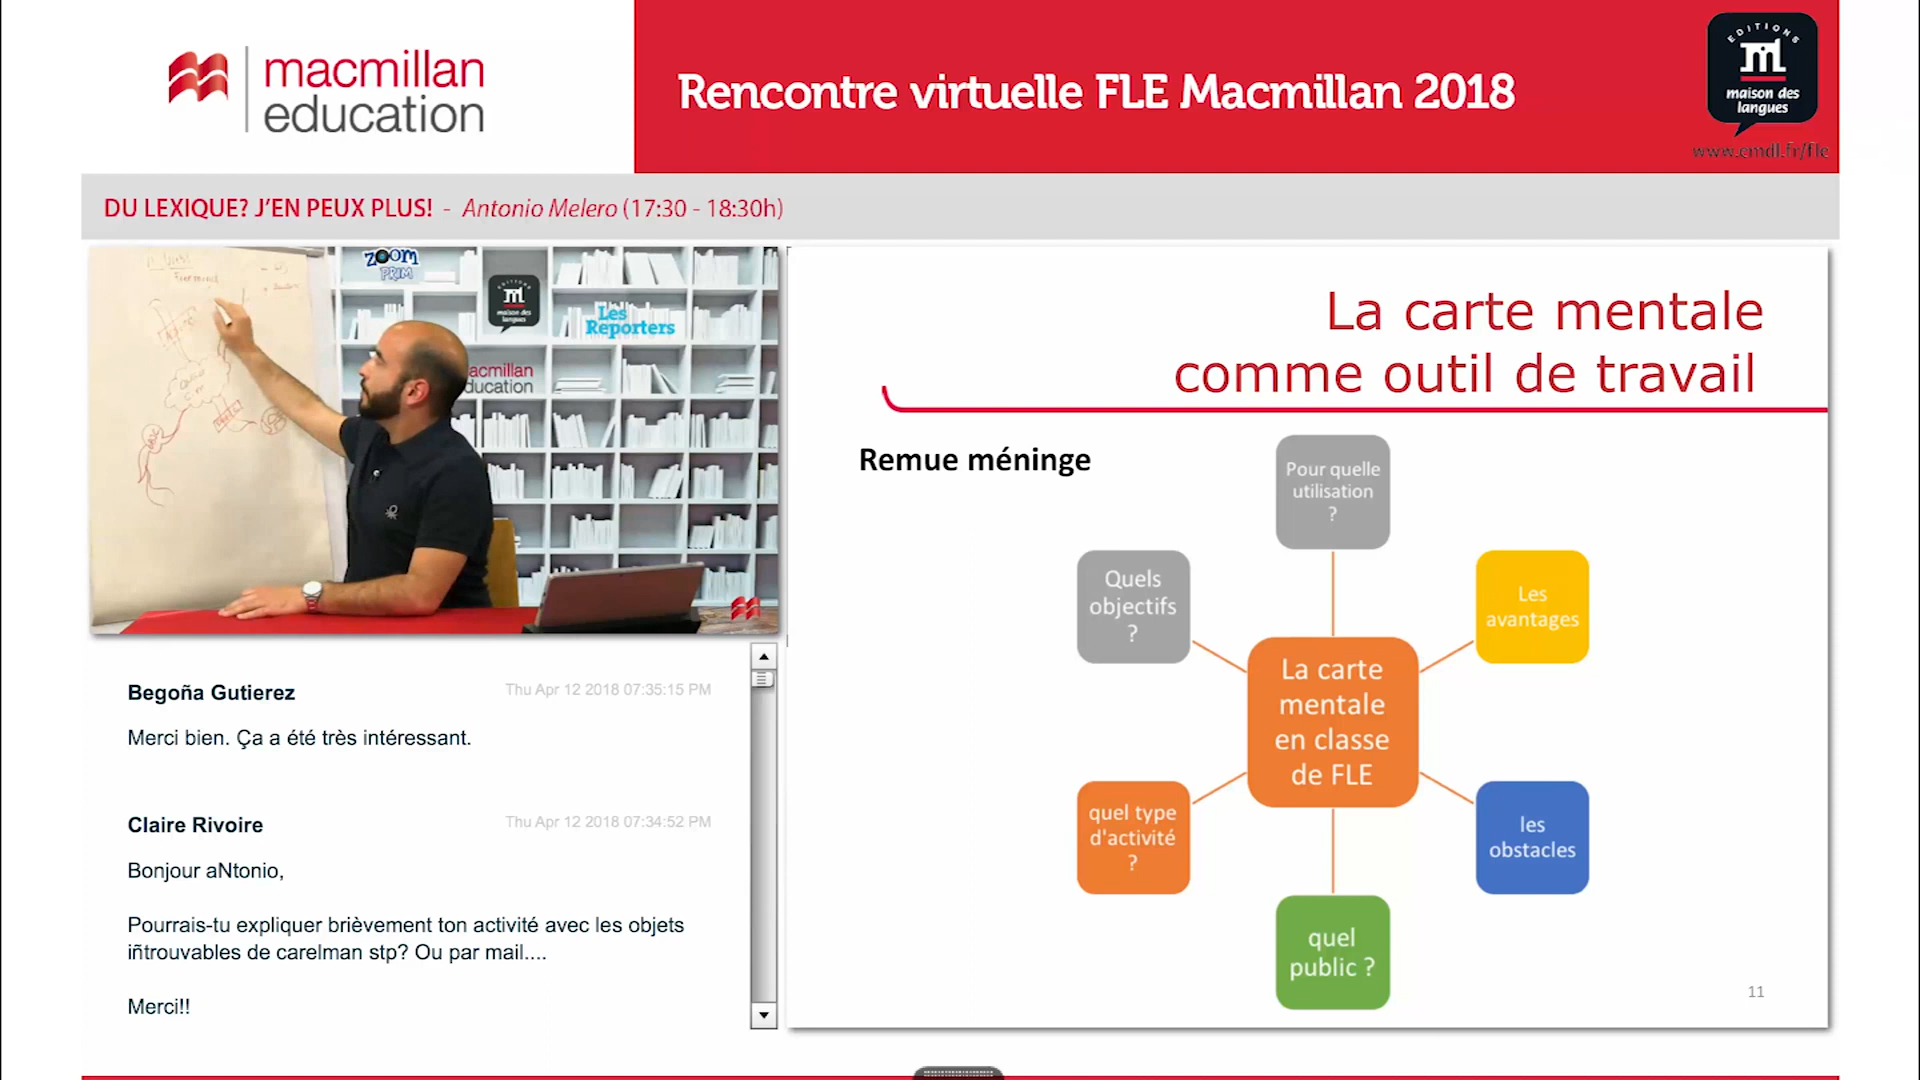 macmillan
education
Rencontre virtuelle FLE Macmillan 2018
EDITIONS
maison des
langues
www.emdl.fr/fle
DU LEXIQUE? J'EN PEUX PLUS! - Antonio Melero (17:30 - 18:30h)
ZOOM
PRIM
EDITIONS
maison des
langues
Les
Reporters
acmillan
ducation
La carte mentale
comme outil de travail
Remue méninge
Pour quelle
utilisation
?
Quels
objectifs
?
Les
avantages
La carte
mentale
en classe
de FLE
quel type
d'activité
?
les
obstacles
quel
public ?
11
Begoña Gutierez
Thu Apr 12 2018 07:35:15 PM
Merci bien. Ça a été très intéressant.
Claire Rivoire
Thu Apr 12 2018 07:34:52 PM
Bonjour aNtonio,
Pourrais-tu expliquer brièvement ton activité avec les objets
iñtrouvables de carelman stp? Ou par mail....
Merci!!